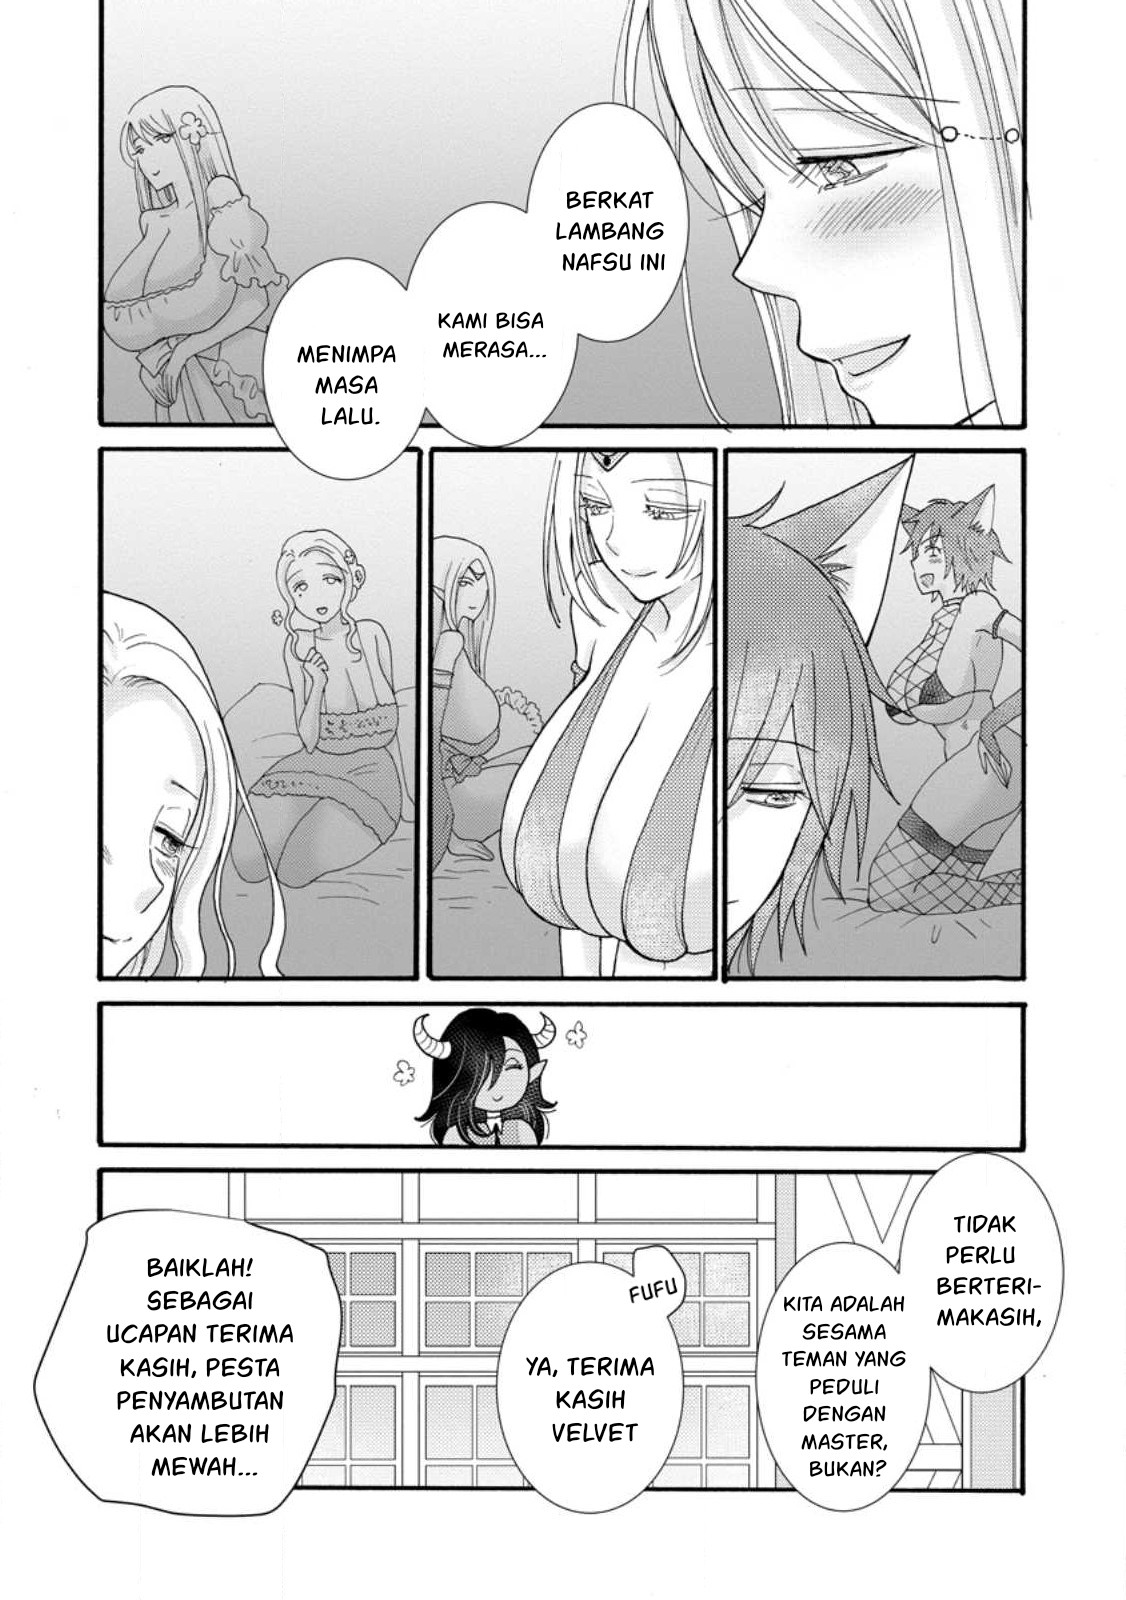 BERKAT
LAMBANG
NAFSU INI
KAMI BISA
MERASA...
MENIMPA
MASA
LALU.
TIDAK
PERLU
BERTERI-
MAKASIH,
KITA ADALAH
SESAMA
TEMAN YANG
PEDULI
DENGAN
MASTER,
BUKAN?
FUFU
YA, TERIMA
KASIH
VELVET
BAIKLAH!
SEBAGAI
UCAPAN TERIMA
KASIH, PESTA
PENYAMBUTAN
AKAN LEBIH
MEWAH...